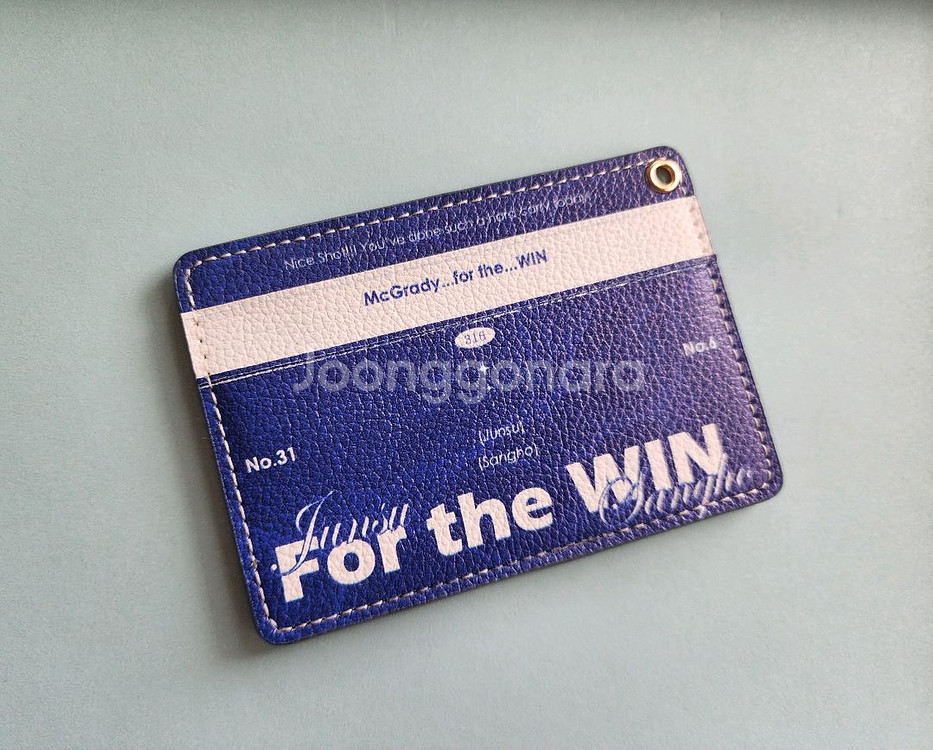 Nice Shot!!! You've done such a hard carry today
McGrady...for the...WIN
316
Joonggonara
No.6
(Junsu)
No.31
(Sangho)
For the WIN
Junsu
Sangho